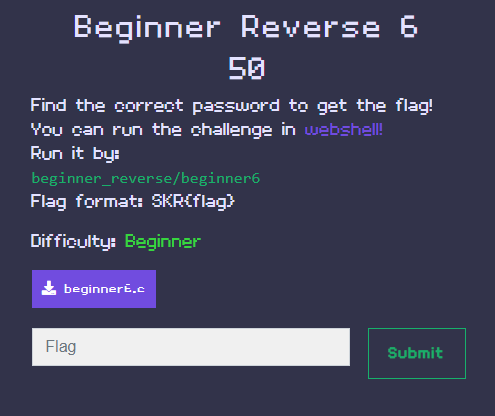 Beginner Reverse 6
50
Find the correct password to get the flag!
You can run the challenge in webshell!
Run it by:
beginner_reverse/beginner6
Flag format: SKR{flag}
Difficulty: Beginner
beginner6.c
Flag
Submit